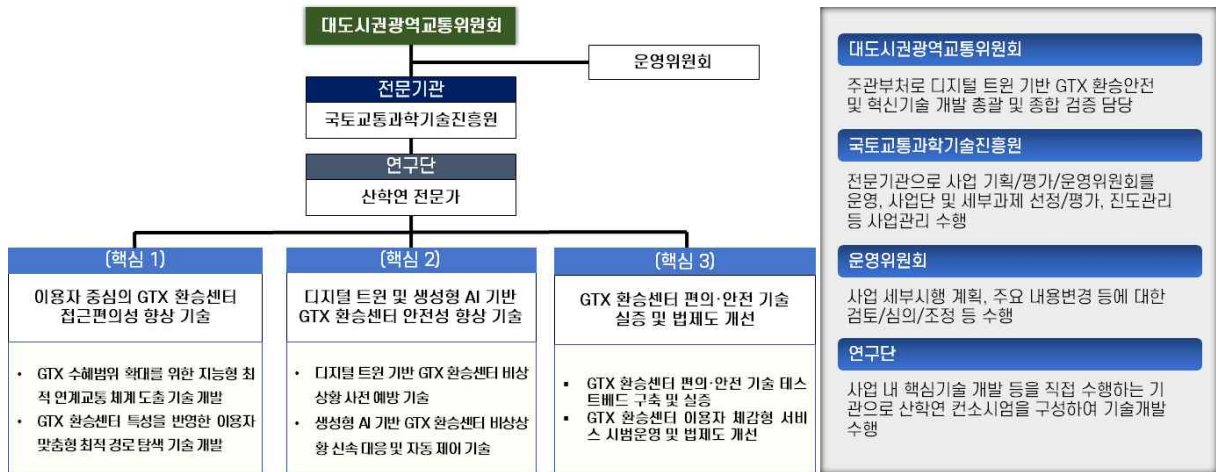 대도시권광역교통위원회
운영위원회
전문기관
국토교통과학기술진흥원
연구단
산학연 전문가
(핵심 1)
이용자 중심의 GTX 환승센터
접근편의성 향상 기술
• GTX 수혜범위 확대를 위한 지능형 최
적 연계교통 체계 도출 기술 개발
• GTX 환승센터 특성을 반영한 이용자
맞춤형 최적 경로 탐색 기술 개발
(핵심 2)
디지털 트윈 및 생성형 AI 기반
GTX 환승센터 안전성 향상 기술
• 디지털 트윈 기반 GTX 환승센터 비상
상황 사전 예방 기술
• 생성형 AI 기반 GTX 환승센터 비상상
황 신속 대응 및 자동 제어 기술
(핵심 3)
GTX 환승센터 편의·안전 기술
실증 및 법제도 개선
▪ GTX 환승센터 편의·안전 기술 테스
트베드 구축 및 실증
▪ GTX 환승센터 이용자 체감형 서비
스 시범운영 및 법제도 개선
대도시권광역교통위원회
주관부처로 디지털 트윈 기반 GTX 환승안전
및 혁신기술 개발 총괄 및 종합 검증 담당
국토교통과학기술진흥원
전문기관으로 사업 기획/평가/운영위원회를
운영, 사업단 및 세부과제 선정/평가, 진도관리
등 사업관리 수행
운영위원회
사업 세부시행 계획, 주요 내용변경 등에 대한
검토/심의/조정 등 수행
연구단
사업 내 핵심기술 개발 등을 직접 수행하는 기
관으로 산학연 컨소시엄을 구성하여 기술개발
수행